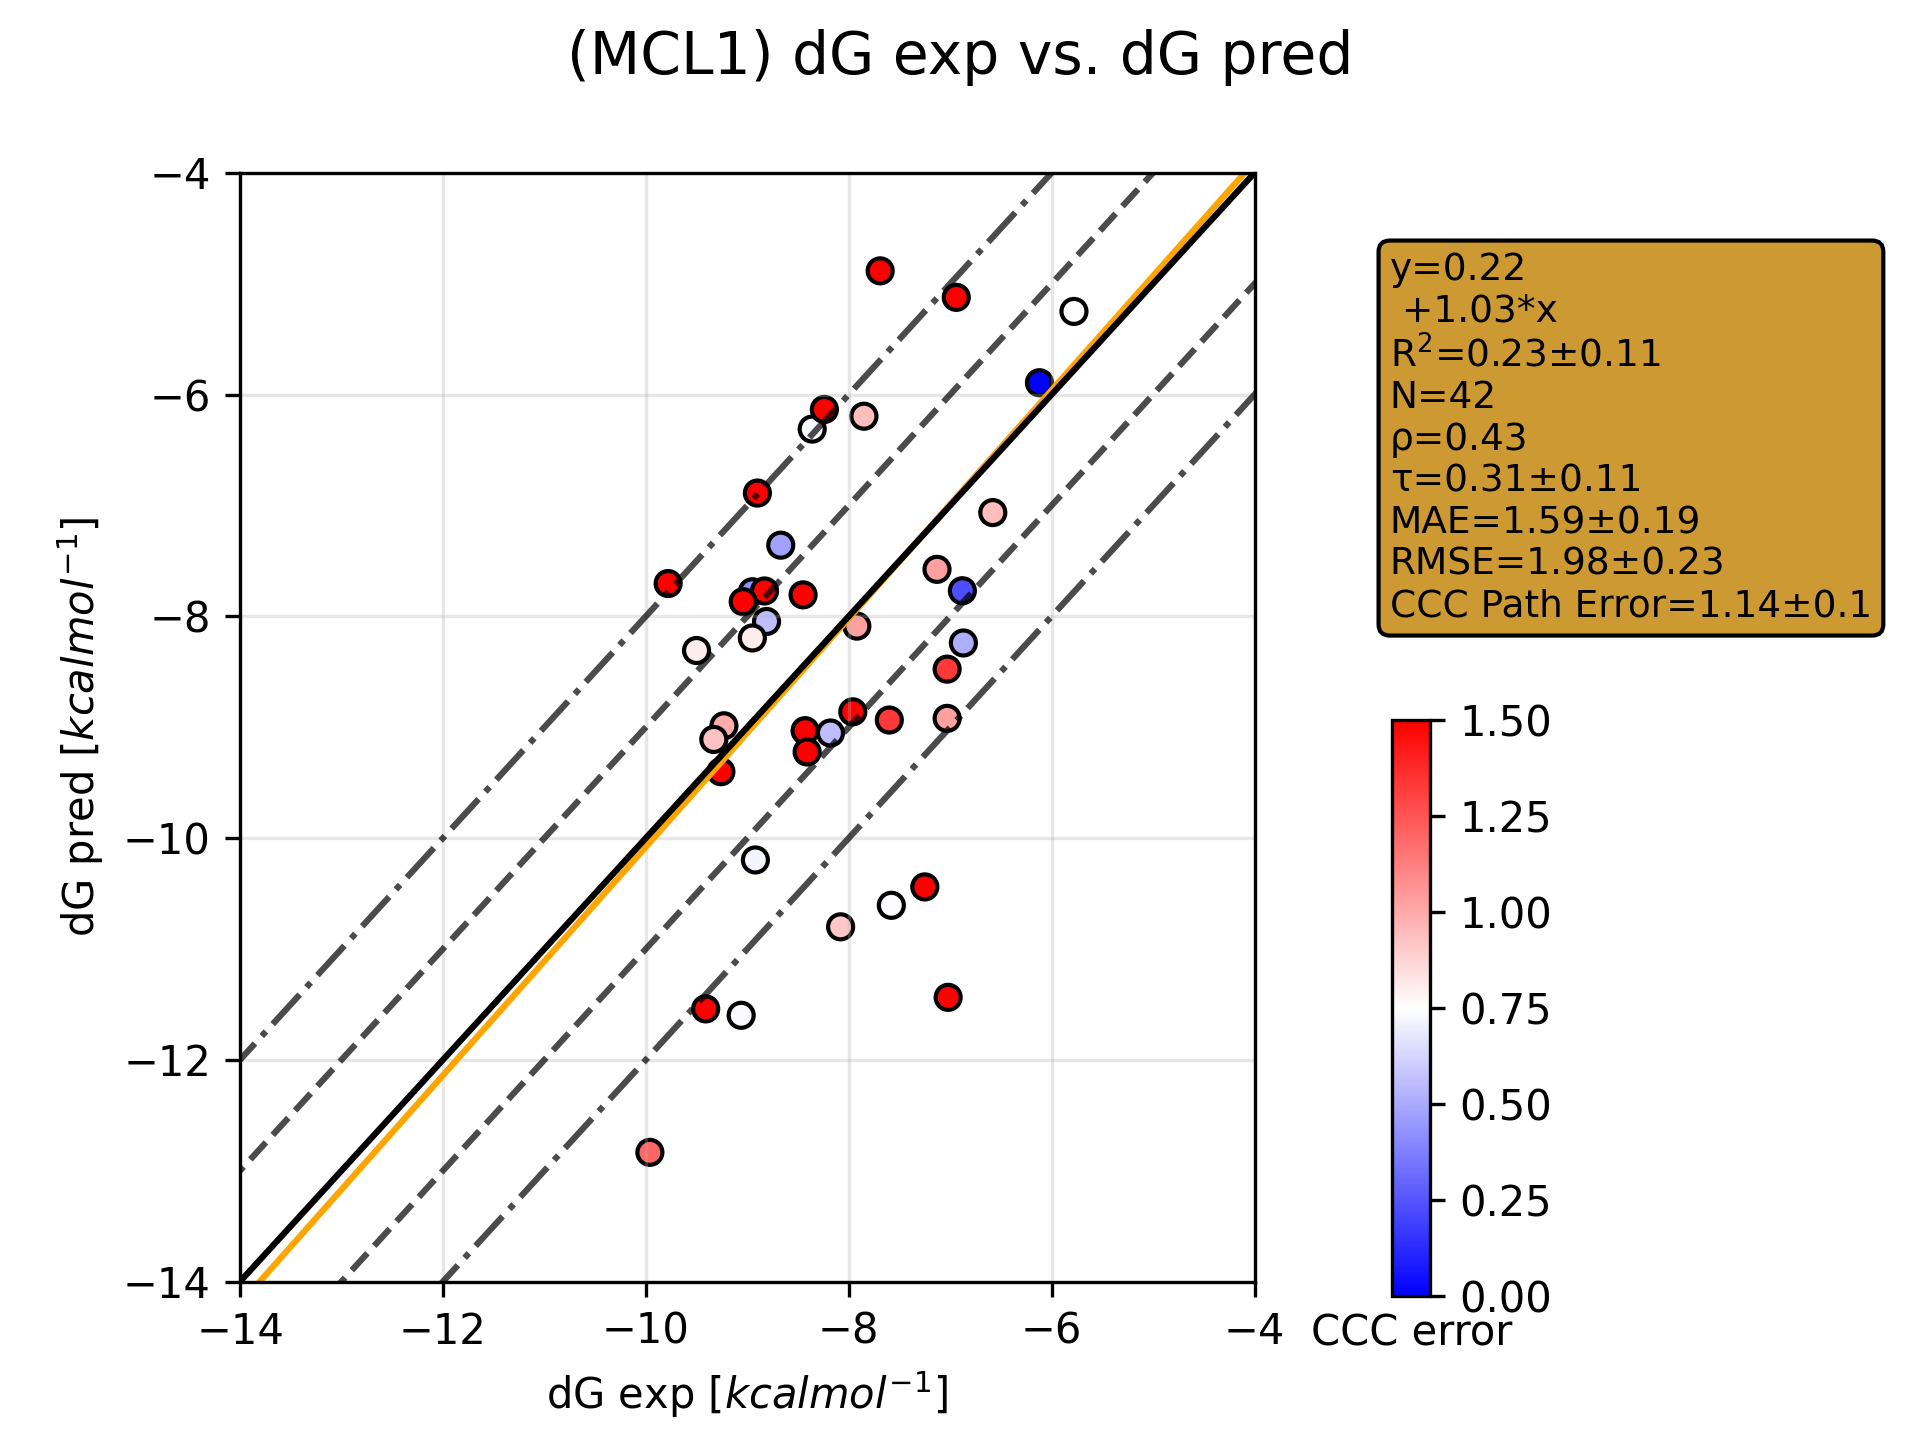 (MCL1) dG exp vs. dG pred
−4
−6
−8
−10
−12
−14
dG pred [kcalmol⁻¹]
−14 −12 −10 −8 −6 −4
dG exp [kcalmol⁻¹]
y=0.22
+1.03*x
R²=0.23±0.11
N=42
ρ=0.43
τ=0.31±0.11
MAE=1.59±0.19
RMSE=1.98±0.23
CCC Path Error=1.14±0.1
1.50
1.25
1.00
0.75
0.50
0.25
0.00
CCC error